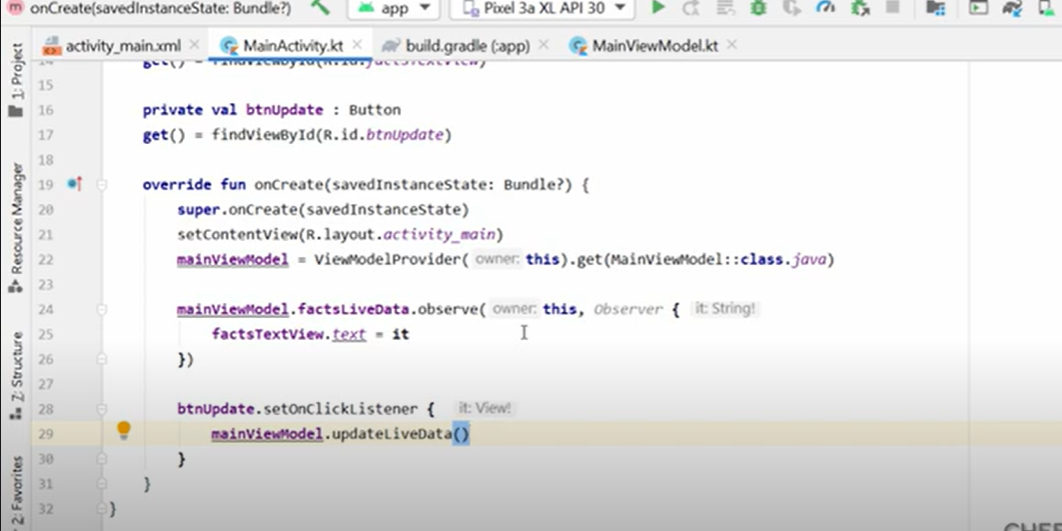 onCreate(savedInstanceState: Bundle?)
app
Pixel 3a XL API 30
activity_main.xml
MainActivity.kt
build.gradle (:app)
MainViewModel.kt
1: Project
Resource Manager
Z: Structure
2: Favorites
14 get() = findViewById(R.id.factsTextView)
15
16 private val btnUpdate : Button
17 get() = findViewById(R.id.btnUpdate)
18
19 override fun onCreate(savedInstanceState: Bundle?) {
20 super.onCreate(savedInstanceState)
21 setContentView(R.layout.activity_main)
22 mainViewModel = ViewModelProvider( owner: this).get(MainViewModel::class.java)
23
24 mainViewModel.factsLiveData.observe( owner: this, Observer { it: String!
25 factsTextView.text = it
26 })
27
28 btnUpdate.setOnClickListener { it: View!
29 mainViewModel.updateLiveData()
30 }
31 }
32 }